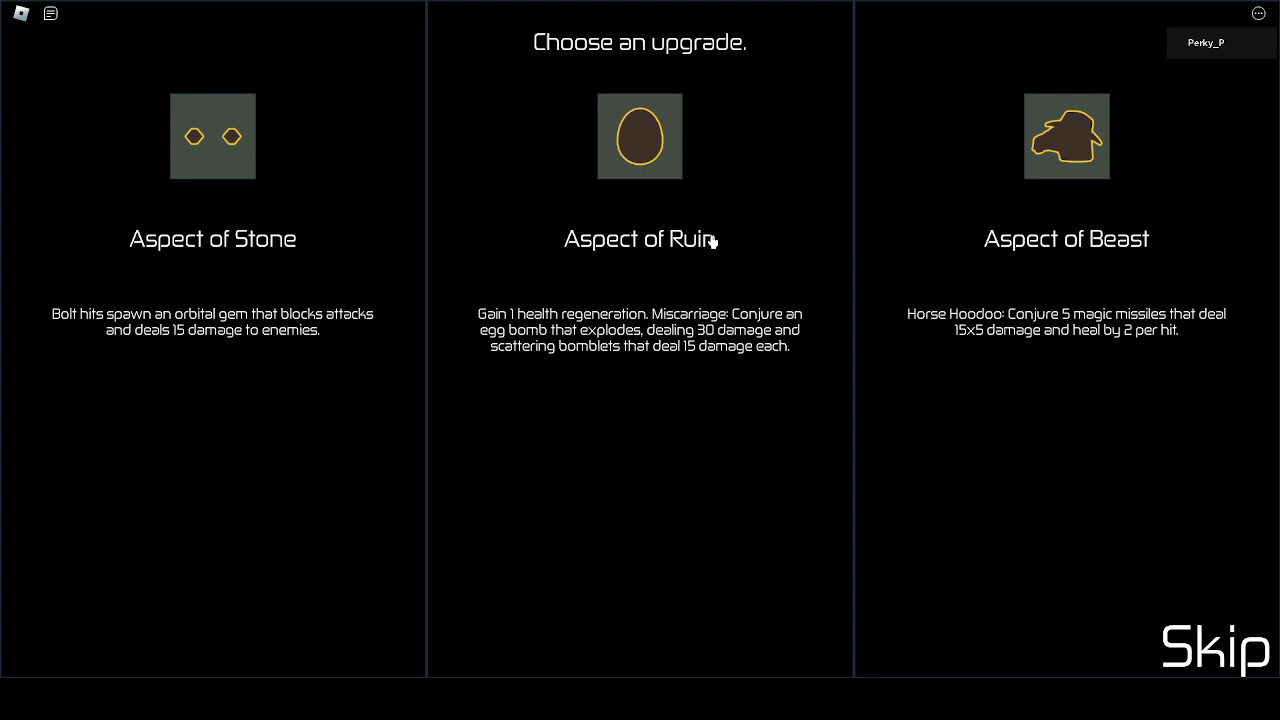 Choose an upgrade.
Perky_P
Aspect of Stone
Bolt hits spawn an orbital gem that blocks attacks
and deals 15 damage to enemies.
Aspect of Ruin
Gain 1 health regeneration. Miscarriage: Conjure an
egg bomb that explodes, dealing 30 damage and
scattering bomblets that deal 15 damage each.
Aspect of Beast
Horse Hoodoo: Conjure 5 magic missiles that deal
15x5 damage and heal by 2 per hit.
Skip